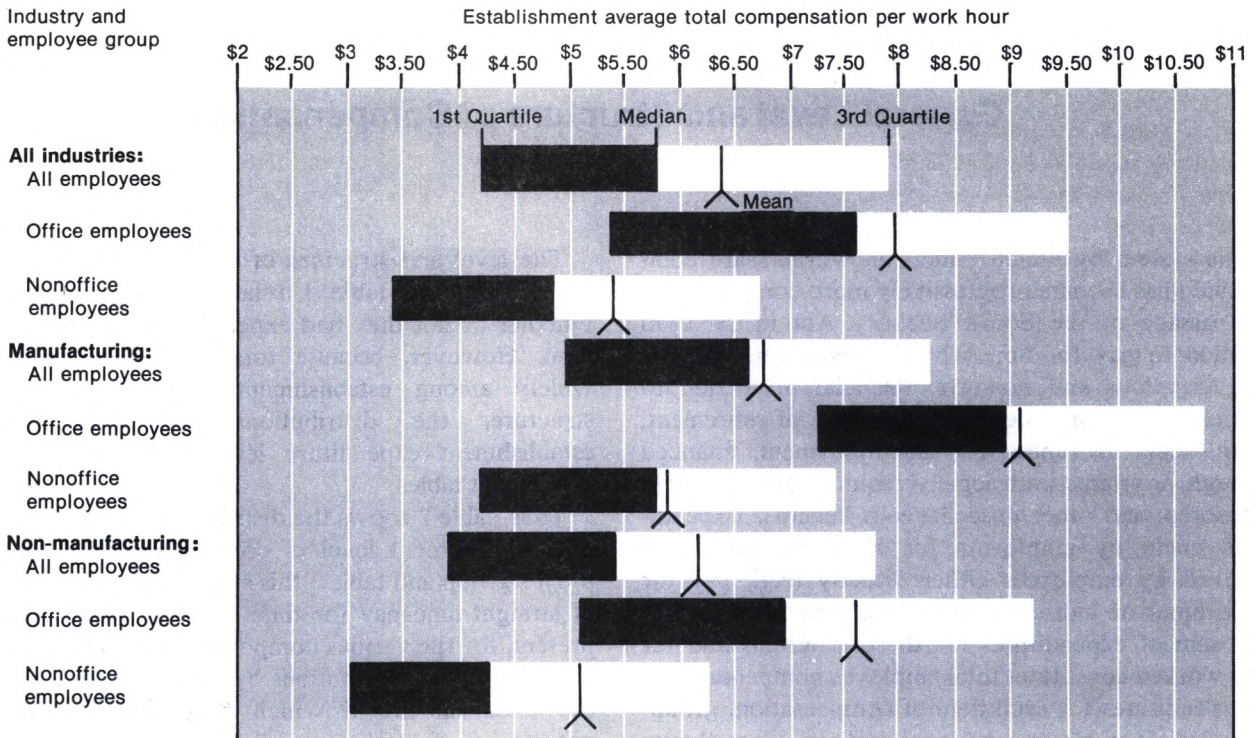 Industry and
employee group
Establishment average total compensation per work hour
$2 $2.50 $3 $3.50 $4 $4.50 $5 $5.50 $6 $6.50 $7 $7.50 $8 $8.50 $9 $9.50 $10 $10.50 $11
1st Quartile Median 3rd Quartile
All industries:
All employees
Mean
Office employees
Nonoffice
employees
Manufacturing:
All employees
Office employees
Nonoffice
employees
Non-manufacturing:
All employees
Office employees
Nonoffice
employees